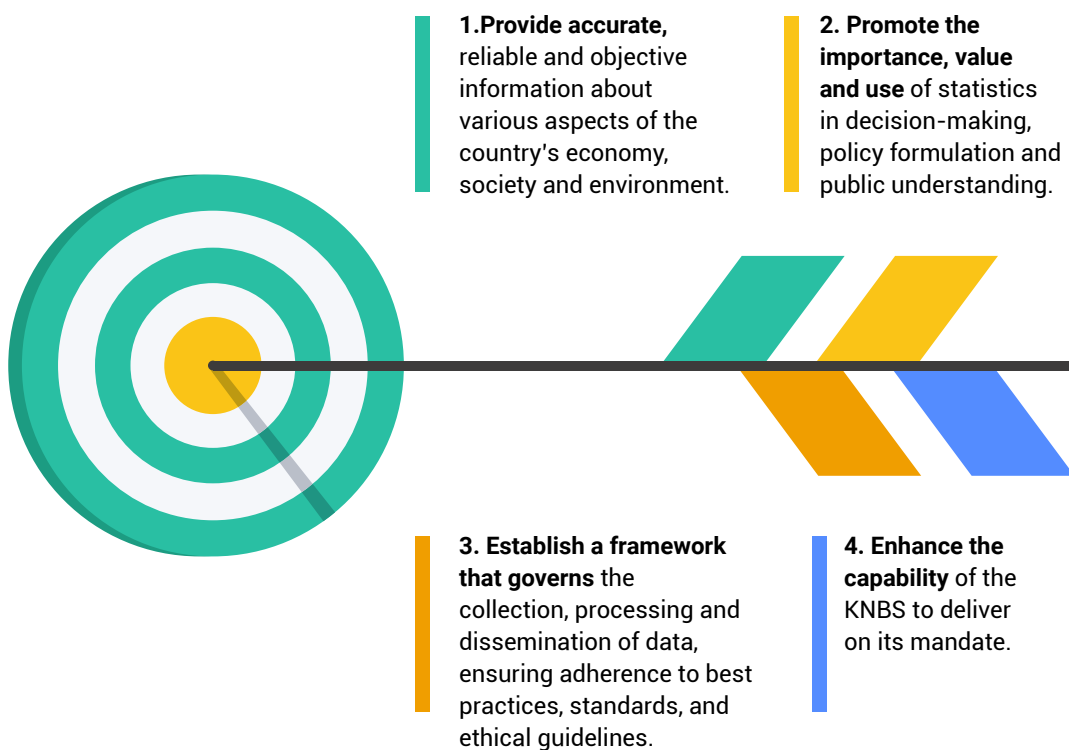 1.Provide accurate,
reliable and objective
information about
various aspects of the
country's economy,
society and environment.
2. Promote the
importance, value
and use of statistics
in decision-making,
policy formulation and
public understanding.
3. Establish a framework
that governs the
collection, processing and
dissemination of data,
ensuring adherence to best
practices, standards, and
ethical guidelines.
4. Enhance the
capability of the
KNBS to deliver
on its mandate.